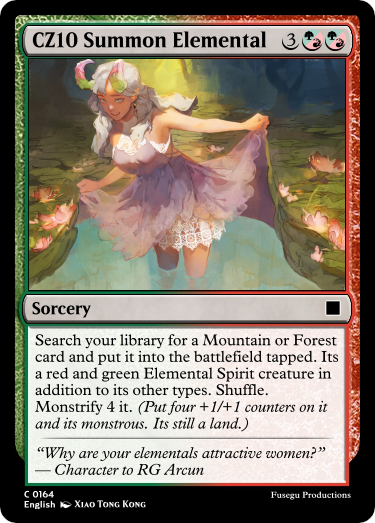 CZ10 Summon Elemental 3
Sorcery
Search your library for a Mountain or Forest
card and put it into the battlefield tapped. Its
a red and green Elemental Spirit creature in
addition to its other types. Shuffle.
Monstrify 4 it. (Put four +1/+1 counters on it
and its monstrous. Its still a land.)
“Why are your elementals attractive women?”
— Character to RG Arcun
C 0164
English XIAO TONG KONG
Fusegu Productions